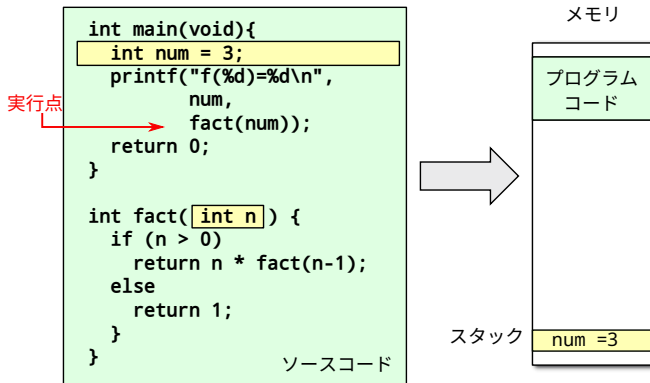 int main(void){
int num = 3;
printf("f(%d)=%d\n",
num,
fact(num));
return 0;
}
int fact( int n ) {
if (n > 0)
return n * fact(n-1);
else
return 1;
}
}
ソースコード
実行点
メモリ
プログラム
コード
スタック
num =3